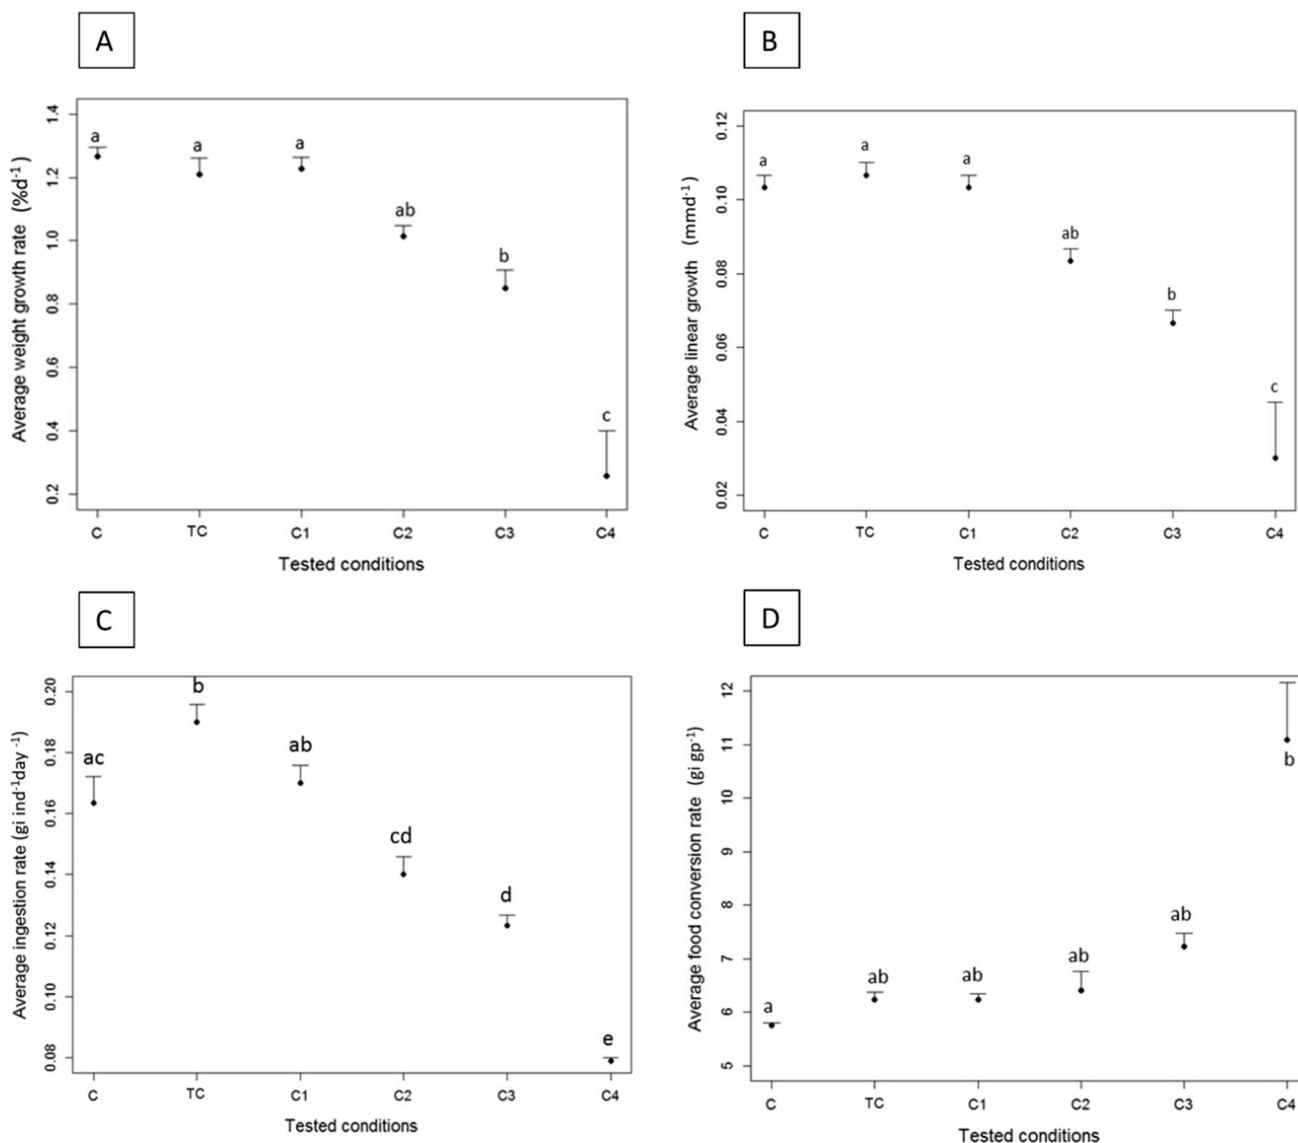 A
Average weight growth rate (%d-1)
1.4
1.2
1.0
0.8
0.6
0.4
0.2
a
a
a
ab
b
c
C TC C1 C2 C3 C4
Tested conditions
B
Average linear growth (mmd-1)
0.12
0.10
0.08
0.06
0.04
0.02
a
a
a
ab
b
c
C TC C1 C2 C3 C4
Tested conditions
C
Average ingestion rate (gi ind-1day-1)
0.20
0.18
0.16
0.14
0.12
0.10
0.08
ac
b
ab
cd
d
e
C TC C1 C2 C3 C4
Tested conditions
D
Average food conversion rate (gi gp-1)
12
11
10
9
8
7
6
5
a
ab
ab
ab
ab
b
C TC C1 C2 C3 C4
Tested conditions